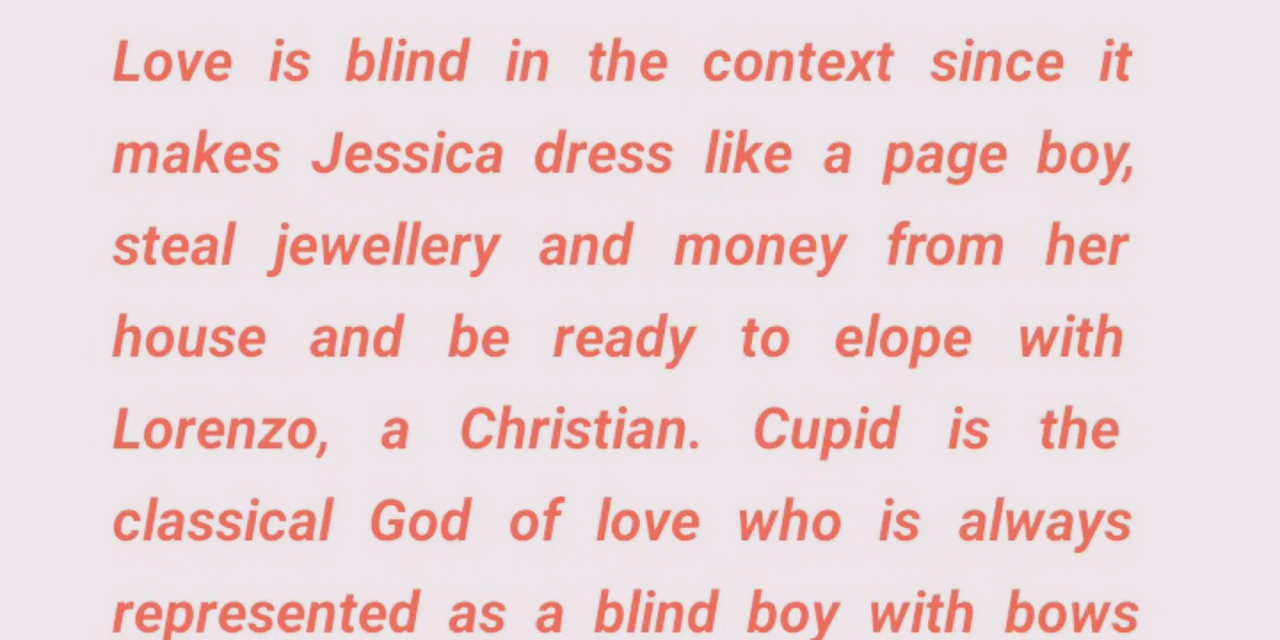 Love is blind in the context since it
makes Jessica dress like a page boy,
steal jewellery and money from her
house and be ready to elope with
Lorenzo, a Christian. Cupid is the
classical God of love who is always
represented as a blind boy with bows